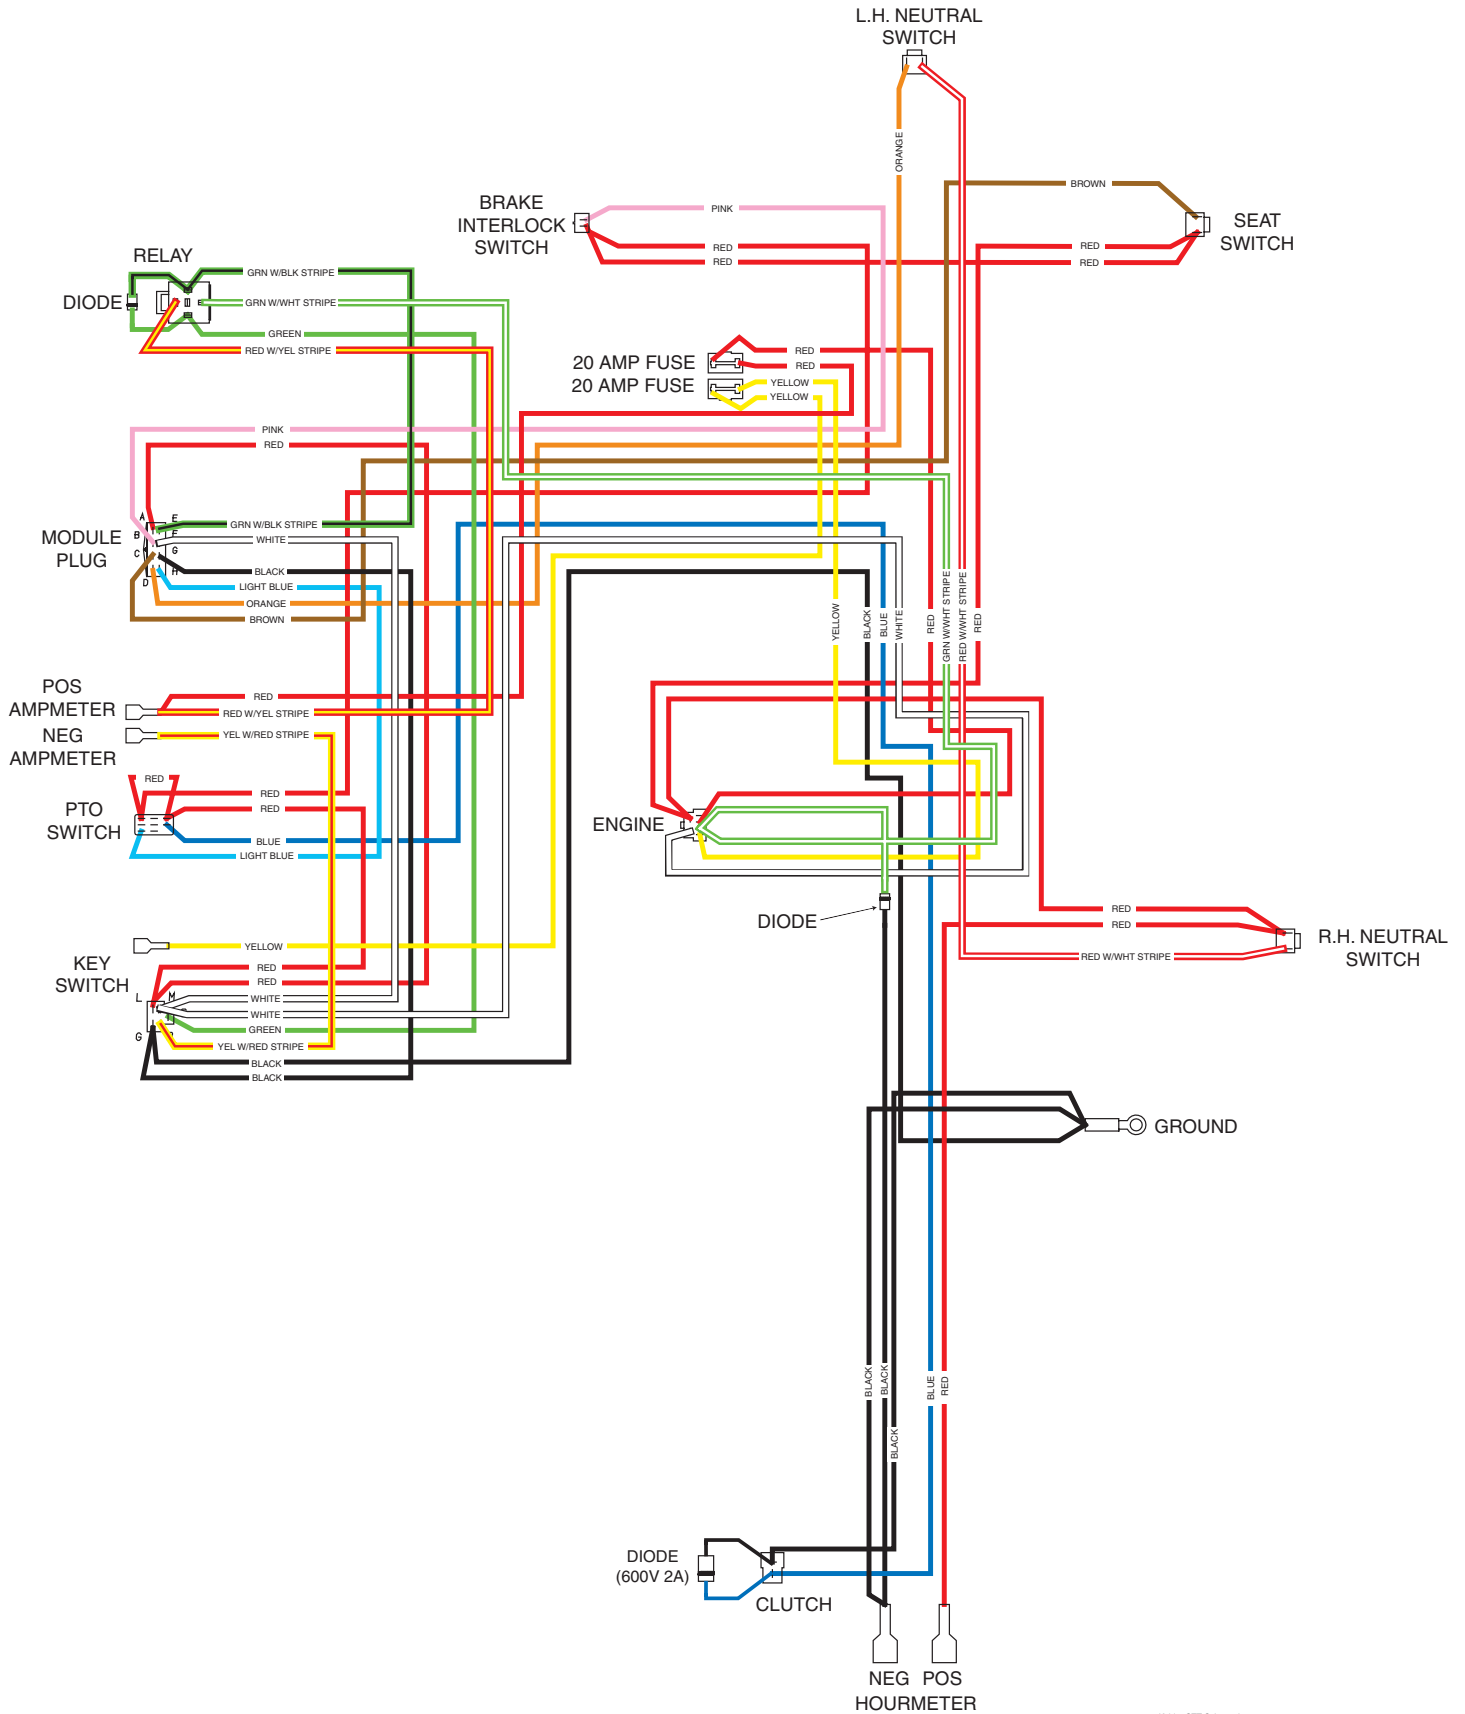 L.H. NEUTRAL
SWITCH
ORANGE
BROWN
BRAKE
INTERLOCK
SWITCH
PINK
RED
RED
RED
RED
SEAT
SWITCH
RELAY
DIODE
GRN W/BLK STRIPE
GRN W/WHT STRIPE
GREEN
RED W/YEL STRIPE
20 AMP FUSE
20 AMP FUSE
RED
RED
YELLOW
YELLOW
PINK
RED
MODULE
PLUG
A
B
C
D
E
F
G
H
GRN W/BLK STRIPE
WHITE
BLACK
LIGHT BLUE
ORANGE
BROWN
YELLOW
BLACK
BLUE
WHITE
RED
GRN W/WHT STRIPE
RED W/WHT STRIPE
RED
POS
AMPMETER
NEG
AMPMETER
RED
RED W/YEL STRIPE
YEL W/RED STRIPE
PTO
SWITCH
RED
RED
RED
BLUE
LIGHT BLUE
ENGINE
DIODE
RED
RED
RED W/WHT STRIPE
R.H. NEUTRAL
SWITCH
KEY
SWITCH
YELLOW
RED
RED
L
M
G
WHITE
WHITE
GREEN
YEL W/RED STRIPE
BLACK
BLACK
GROUND
BLACK
BLACK
BLACK
BLUE
RED
DIODE
(600V 2A)
CLUTCH
NEG POS
HOURMETER